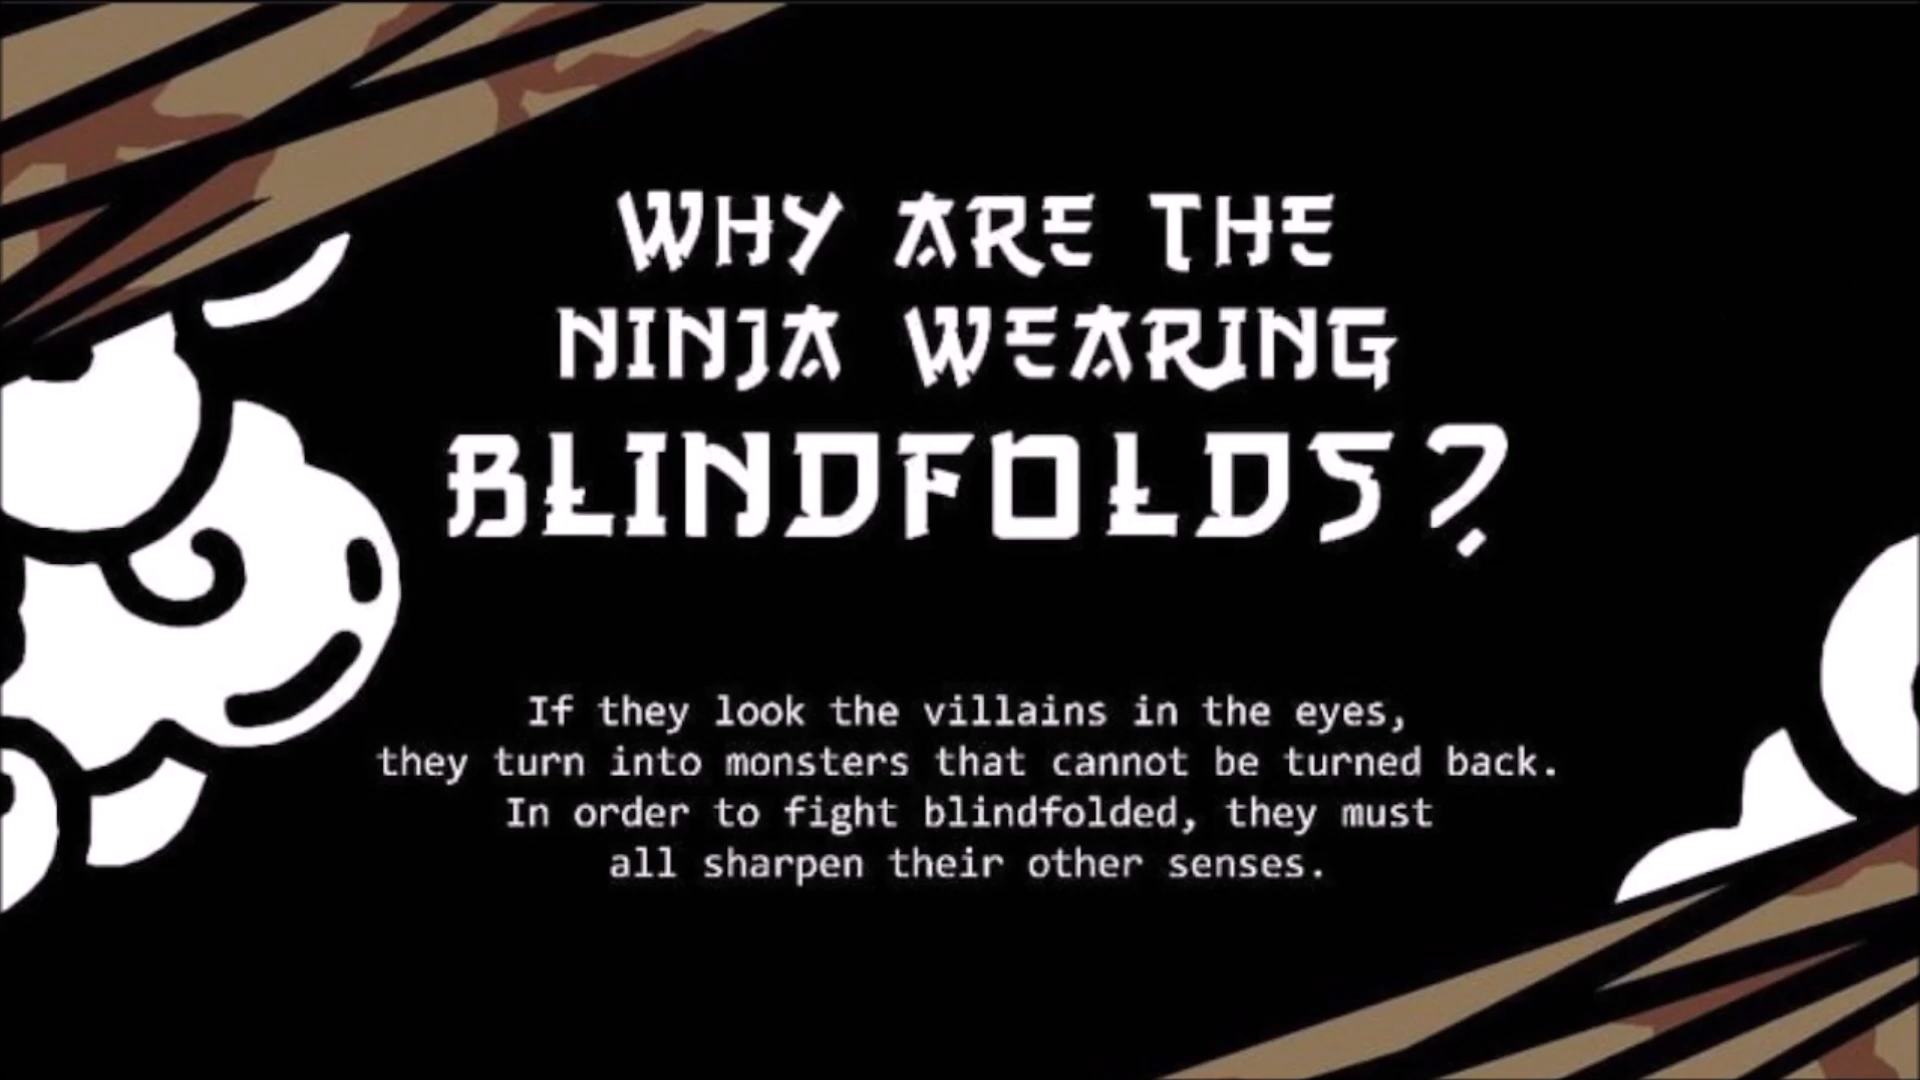 WHY ARE THE
NINJA WEARING
BLINDFOLDS?
If they look the villains in the eyes,
they turn into monsters that cannot be turned back.
In order to fight blindfolded, they must
all sharpen their other senses.